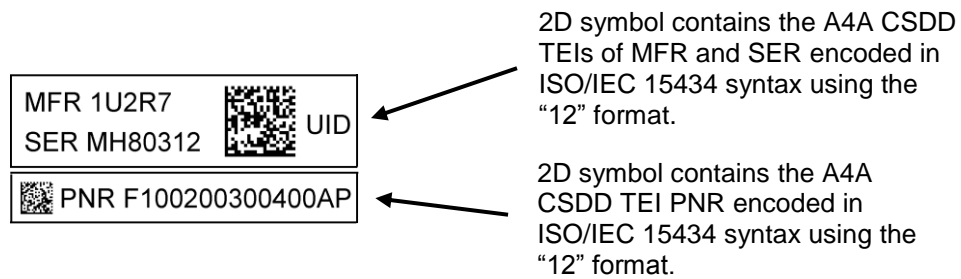 2D symbol contains the A4A CSDD
TEIs of MFR and SER encoded in
ISO/IEC 15434 syntax using the
“12” format.
MFR 1U2R7
SER MH80312
UID
PNR F100200300400AP
2D symbol contains the A4A
CSDD TEI PNR encoded in
ISO/IEC 15434 syntax using the
“12” format.